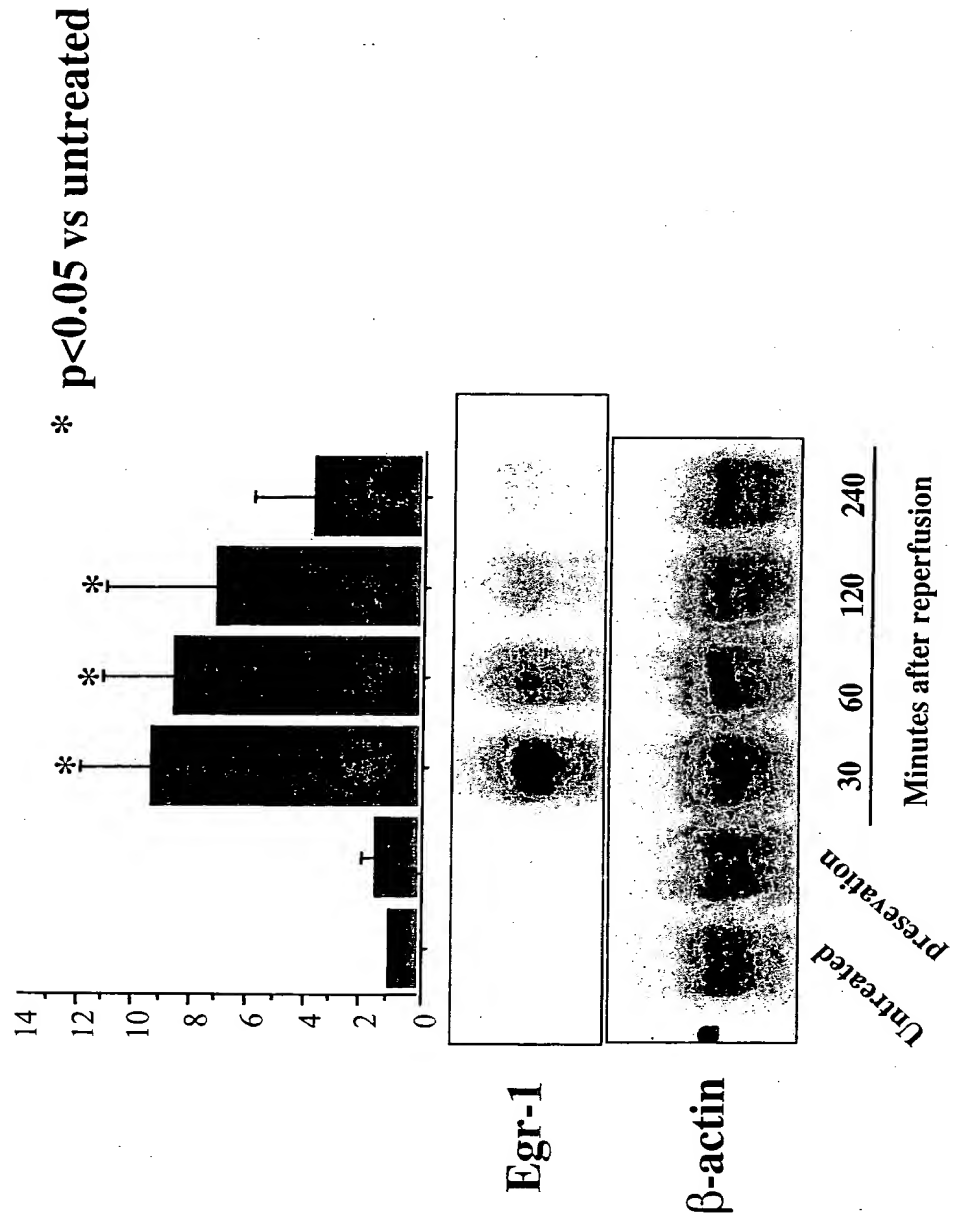 * p<0.05 vs untreated
14
12
10
8
6
4
2
0
* * *
Egr-1
β-actin
Untreated
presevation
30 60 120 240
Minutes after reperfusion